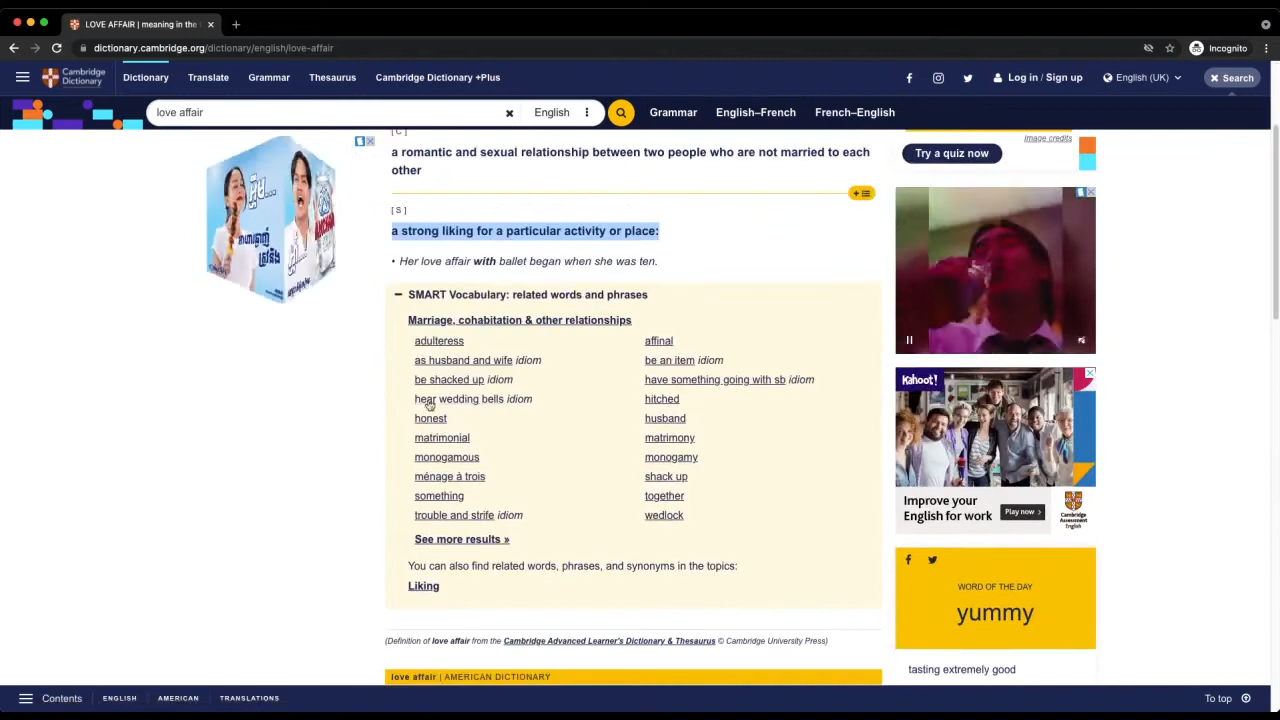 LOVE AFFAIR | meaning in the
dictionary.cambridge.org/dictionary/english/love-affair
Incognito
Cambridge
Dictionary
Dictionary
Translate
Grammar
Thesaurus
Cambridge Dictionary +Plus
Log in / Sign up
English (UK)
Search
love affair
English
Grammar
English–French
French–English
[ C ]
a romantic and sexual relationship between two people who are not married to each
other
Image credits
Try a quiz now
[ S ]
a strong liking for a particular activity or place:
• Her love affair with ballet began when she was ten.
SMART Vocabulary: related words and phrases
Marriage, cohabitation & other relationships
adulteress
affinal
as husband and wife idiom
be an item idiom
be shacked up idiom
have something going with sb idiom
hear wedding bells idiom
hitched
honest
husband
matrimonial
matrimony
monogamous
monogamy
ménage à trois
shack up
something
together
trouble and strife idiom
wedlock
See more results »
You can also find related words, phrases, and synonyms in the topics:
Liking
(Definition of love affair from the Cambridge Advanced Learner's Dictionary & Thesaurus © Cambridge University Press)
love affair | AMERICAN DICTIONARY
Kahoot!
Improve your
English for work
Play now >
Cambridge
Assessment
English
WORD OF THE DAY
yummy
tasting extremely good
Contents
ENGLISH
AMERICAN
TRANSLATIONS
To top